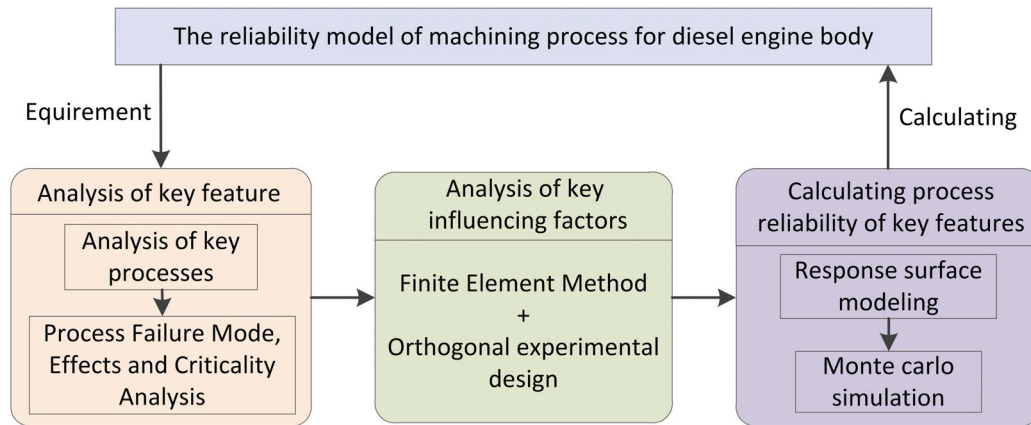 The reliability model of machining process for diesel engine body
Equirement
Calculating
Analysis of key feature
Analysis of key
processes
Process Failure Mode,
Effects and Criticality
Analysis
Analysis of key
influencing factors
Finite Element Method
+
Orthogonal experimental
design
Calculating process
reliability of key features
Response surface
modeling
Monte carlo
simulation